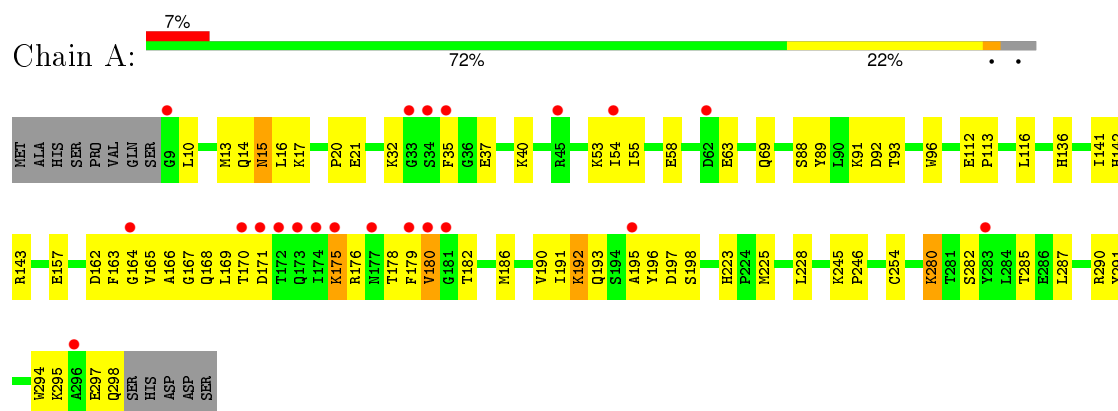 7%
Chain A:
72% 22% • •
MET ALA HIS SER PRO VAL GLN SER G9 L10 M13 Q14 N15 L16 K17 P20 E21 K32 G33 S34 F35 G36 E37 K40 R45 K53 I54 I55 E58 D62 E63 Q69 S88 Y89 L90 K91 D92 T93 W96 E112 P113 L116 H136 I141
R143 E157 D162 F163 G164 V165 A166 G167 Q168 L169 T170 D171 T172 Q173 I174 K175 R176 N177 T178 F179 V180 G181 T182 M186 V190 I191 K192 Q193 S194 A195 Y196 D197 S198 H223 P224 M225 L228 K245 P246 C254 K280 T281 S282 Y283 L284 T285 E286 L287 R290
W294 K295 A296 E297 Q298 SER HIS ASP ASP SER